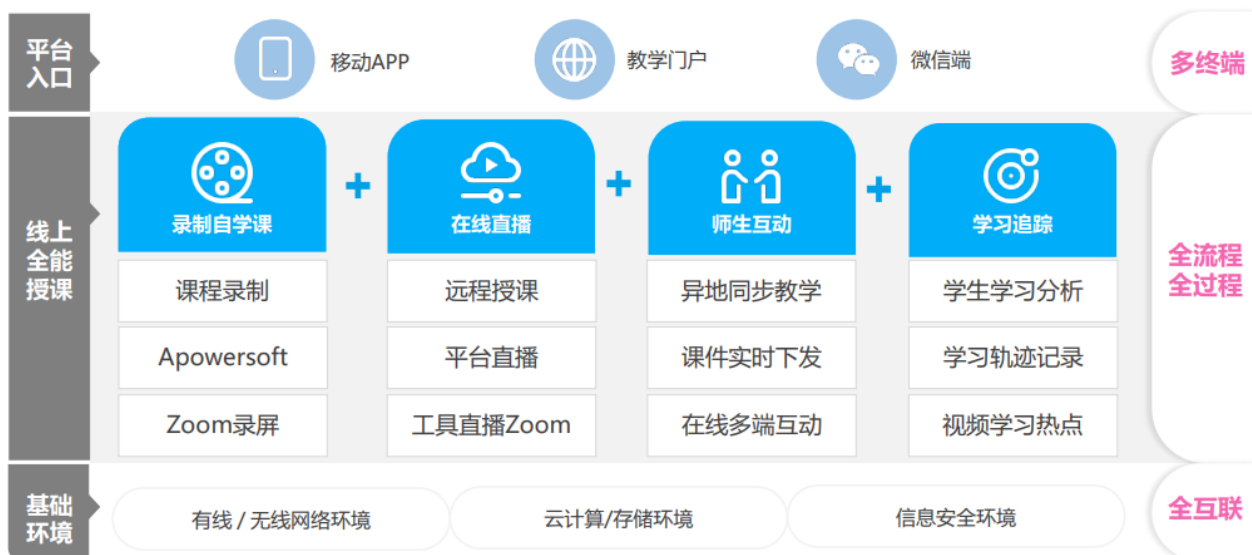 平台
入口
移动APP
教学门户
微信端
多终端
线上
全能
授课
录制自学课
在线直播
师生互动
学习追踪
课程录制
远程授课
异地同步教学
学生学习分析
Apowersoft
平台直播
课件实时下发
学习轨迹记录
Zoom录屏
工具直播Zoom
在线多端互动
视频学习热点
全流程
全过程
基础
环境
有线 / 无线网络环境
云计算/存储环境
信息安全环境
全互联